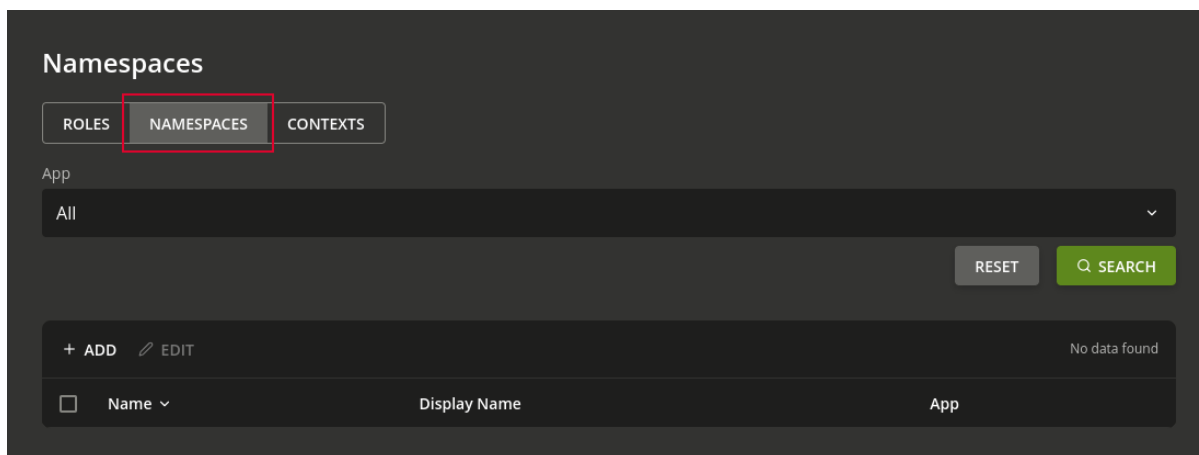 Namespaces
ROLES NAMESPACES CONTEXTS
App
All
RESET SEARCH
+ ADD EDIT No data found
Name Display Name App